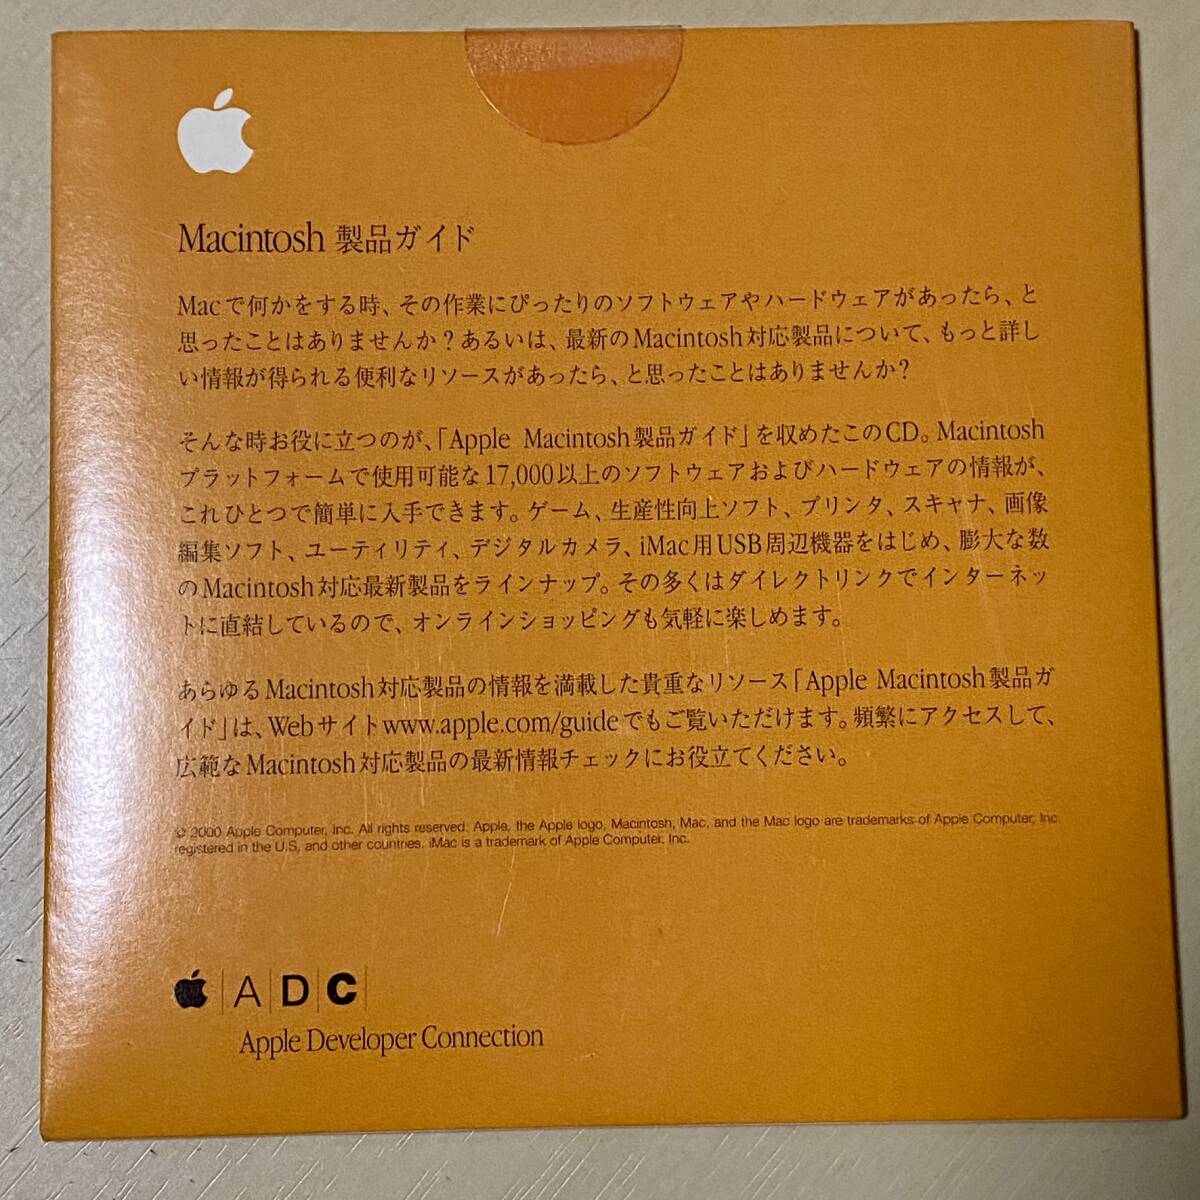 Macintosh 製品ガイド
Macで何かをする時、その作業にぴったりのソフトウェアやハードウェアがあったら、と
思ったことはありませんか?あるいは、最新のMacintosh対応製品について、もっと詳し
い情報が得られる便利なリソースがあったら、と思ったことはありませんか?
そんな時お役に立つのが、「Apple Macintosh製品ガイド」を収めたこのCD。Macintosh
プラットフォームで使用可能な17,000以上のソフトウェアおよびハードウェアの情報が、
これひとつで簡単に入手できます。ゲーム、生産性向上ソフト、プリンタ、スキャナ、画像
編集ソフト、ユーティリティ、デジタルカメラ、iMac用USB周辺機器をはじめ、膨大な数
のMacintosh対応最新製品をラインナップ。その多くはダイレクトリンクでインターネッ
トに直結しているので、オンラインショッピングも気軽に楽しめます。
あらゆるMacintosh対応製品の情報を満載した貴重なリソース「Apple Macintosh製品ガ
イド」は、Webサイトwww.apple.com/guideでもご覧いただけます。頻繁にアクセスして、
広範なMacintosh対応製品の最新情報チェックにお役立てください。
© 2000 Apple Computer, Inc. All rights reserved. Apple, the Apple logo, Macintosh, Mac, and the Mac logo are trademarks of Apple Computer, Inc
registered in the U.S. and other countries. iMac is a trademark of Apple Computer, Inc.
A|D|C
Apple Developer Connection